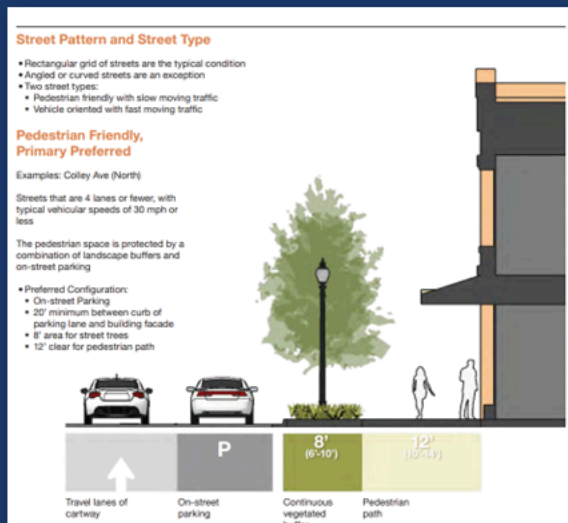 Street Pattern and Street Type
• Rectangular grid of streets are the typical condition
• Angled or curved streets are an exception
• Two street types:
• Pedestrian friendly with slow moving traffic
• Vehicle oriented with fast moving traffic
Pedestrian Friendly,
Primary Preferred
Examples: Colley Ave (North)
Streets that are 4 lanes or fewer, with
typical vehicular speeds of 30 mph or
less
The pedestrian space is protected by a
combination of landscape buffers and
on-street parking
• Preferred Configuration:
• On-street Parking
• 20' minimum between curb of
parking lane and building facade
• 8' area for street trees
• 12' clear for pedestrian path
P
8'
(6'-10')
12'
(10'-14')
Travel lanes of
cartway
On-street
parking
Continuous
vegetated
buffer
Pedestrian
path